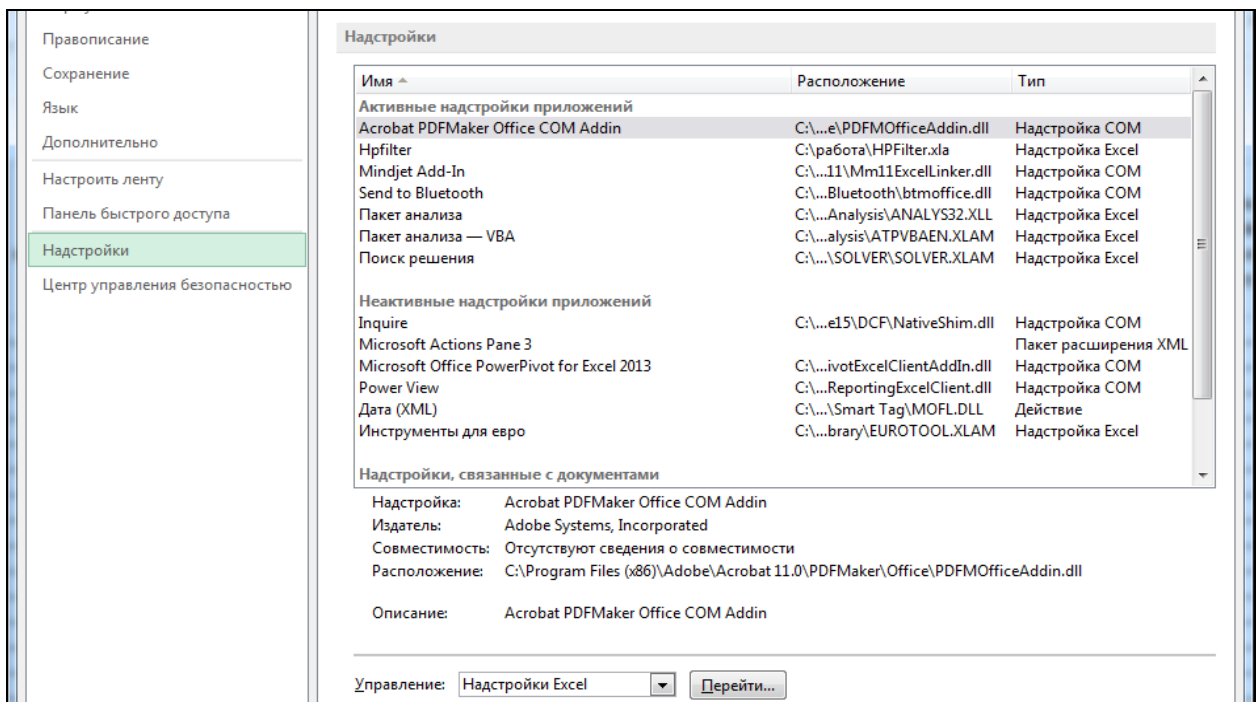 Правописание
Сохранение
Язык
Дополнительно
Настроить ленту
Панель быстрого доступа
Надстройки
Центр управления безопасностью
Надстройки
Имя Расположение Тип
Активные надстройки приложений
Acrobat PDFMaker Office COM Addin C:\...e\PDFMOfficeAddin.dll Надстройка COM
Hpfilter C:\работа\HPFilter.xla Надстройка Excel
Mindjet Add-In C:\...11\Mm11ExcelLinker.dll Надстройка COM
Send to Bluetooth C:\...Bluetooth\btmoffice.dll Надстройка COM
Пакет анализа C:\...Analysis\ANALYS32.XLL Надстройка Excel
Пакет анализа — VBA C:\...alysis\ATPVBAEN.XLAM Надстройка Excel
Поиск решения C:\...\SOLVER\SOLVER.XLAM Надстройка Excel
Неактивные надстройки приложений
Inquire C:\...e15\DCF\NativeShim.dll Надстройка COM
Microsoft Actions Pane 3 Пакет расширения XML
Microsoft Office PowerPivot for Excel 2013 C:\...ivotExcelClientAddIn.dll Надстройка COM
Power View C:\...ReportingExcelClient.dll Надстройка COM
Дата (XML) C:\...\Smart Tag\MOFL.DLL Действие
Инструменты для евро C:\...brary\EUROTOOL.XLAM Надстройка Excel
Надстройки, связанные с документами
Надстройка: Acrobat PDFMaker Office COM Addin
Издатель: Adobe Systems, Incorporated
Совместимость: Отсутствуют сведения о совместимости
Расположение: C:\Program Files (x86)\Adobe\Acrobat 11.0\PDFMaker\Office\PDFMOfficeAddin.dll
Описание: Acrobat PDFMaker Office COM Addin
Управление: Надстройки Excel Перейти...